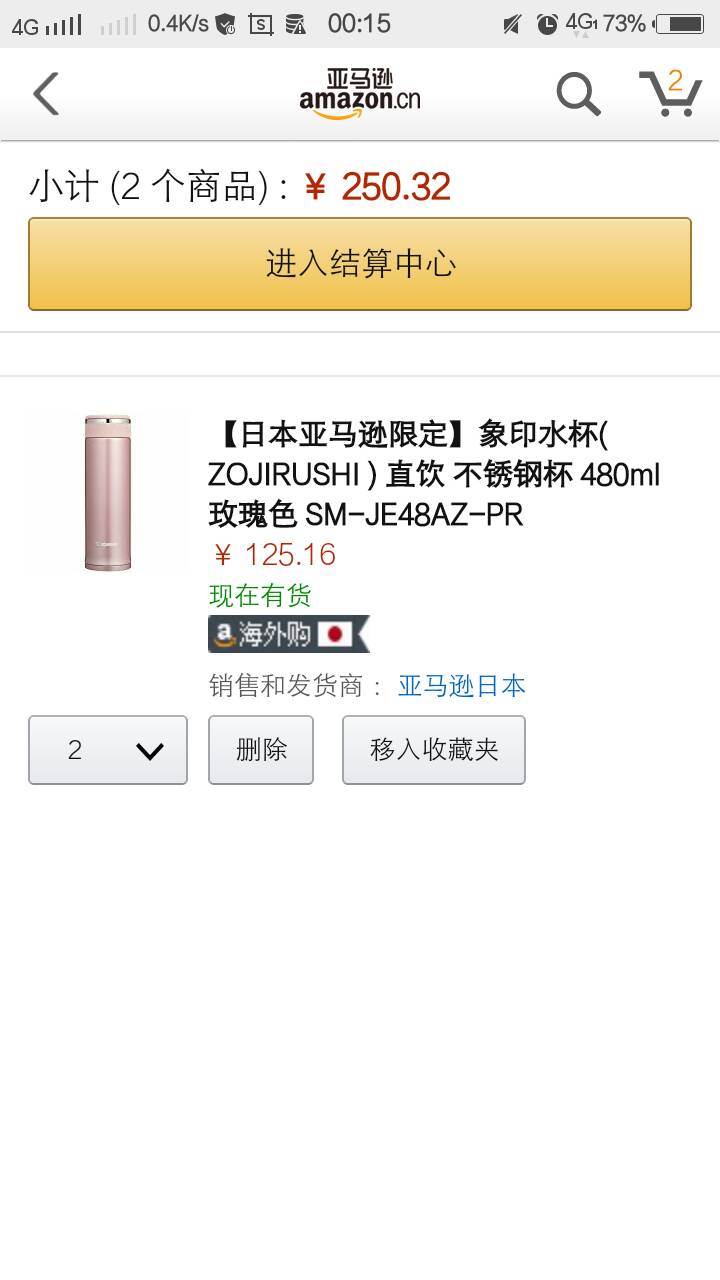 4G 0.4K/s 00:15 4G 73%
亚马逊
amazon.cn
2
小计 (2 个商品) : ¥ 250.32
进入结算中心
【日本亚马逊限定】象印水杯(
ZOJIRUSHI ) 直饮 不锈钢杯 480ml
玫瑰色 SM-JE48AZ-PR
¥ 125.16
现在有货
a海外购
销售和发货商： 亚马逊日本
2 删除 移入收藏夹